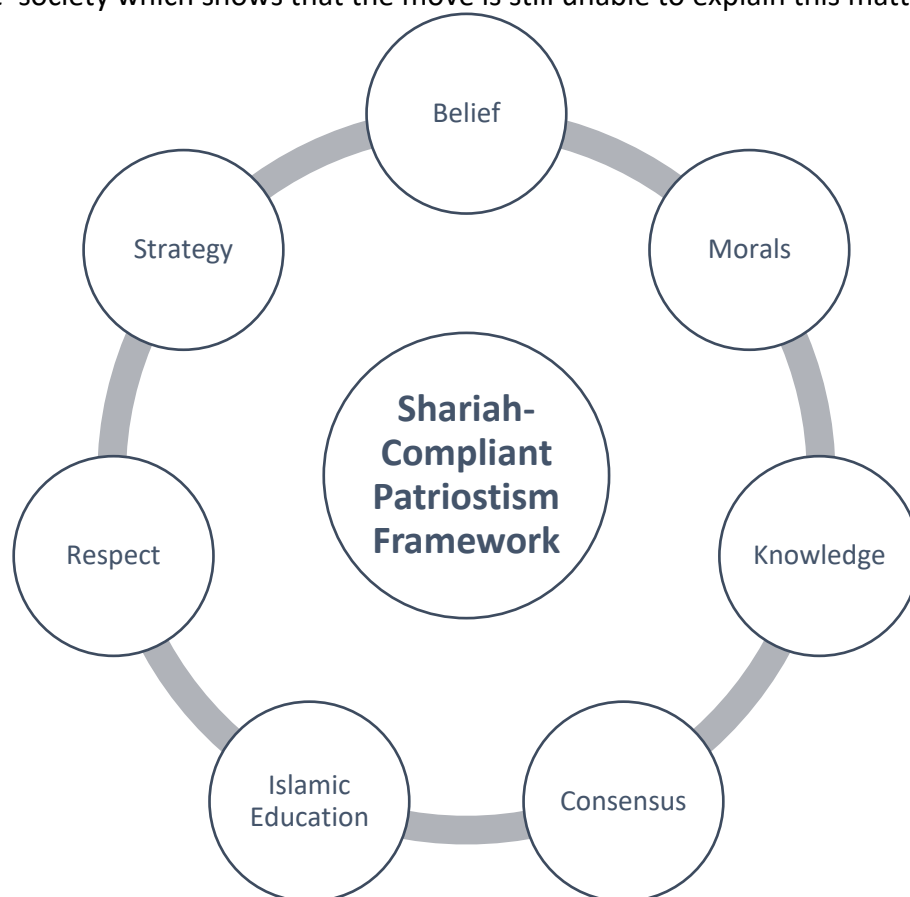 society which shows that the move is still unable to explain this matt
Belief
Morals
Knowledge
Consensus
Islamic
Education
Respect
Strategy
Shariah-
Compliant
Patriostism
Framework